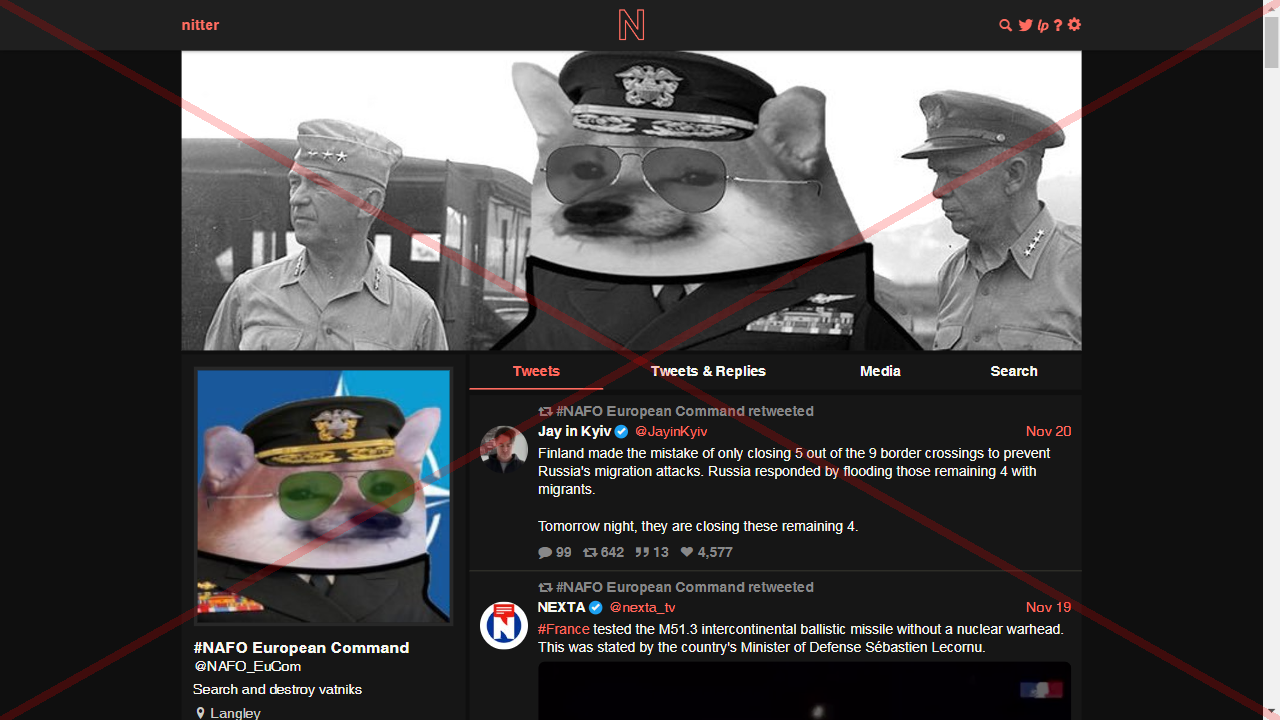 nitter
N
lp ?
Tweets
Tweets & Replies
Media
Search
#NAFO European Command retweeted
Jay in Kyiv @JayinKyiv Nov 20
Finland made the mistake of only closing 5 out of the 9 border crossings to prevent
Russia's migration attacks. Russia responded by flooding those remaining 4 with
migrants.
Tomorrow night, they are closing these remaining 4.
99 642 13 4,577
#NAFO European Command retweeted
NEXTA @nexta_tv Nov 19
#France tested the M51.3 intercontinental ballistic missile without a nuclear warhead.
This was stated by the country's Minister of Defense Sébastien Lecornu.
N
#NAFO European Command
@NAFO_EuCom
Search and destroy vatniks
Langley